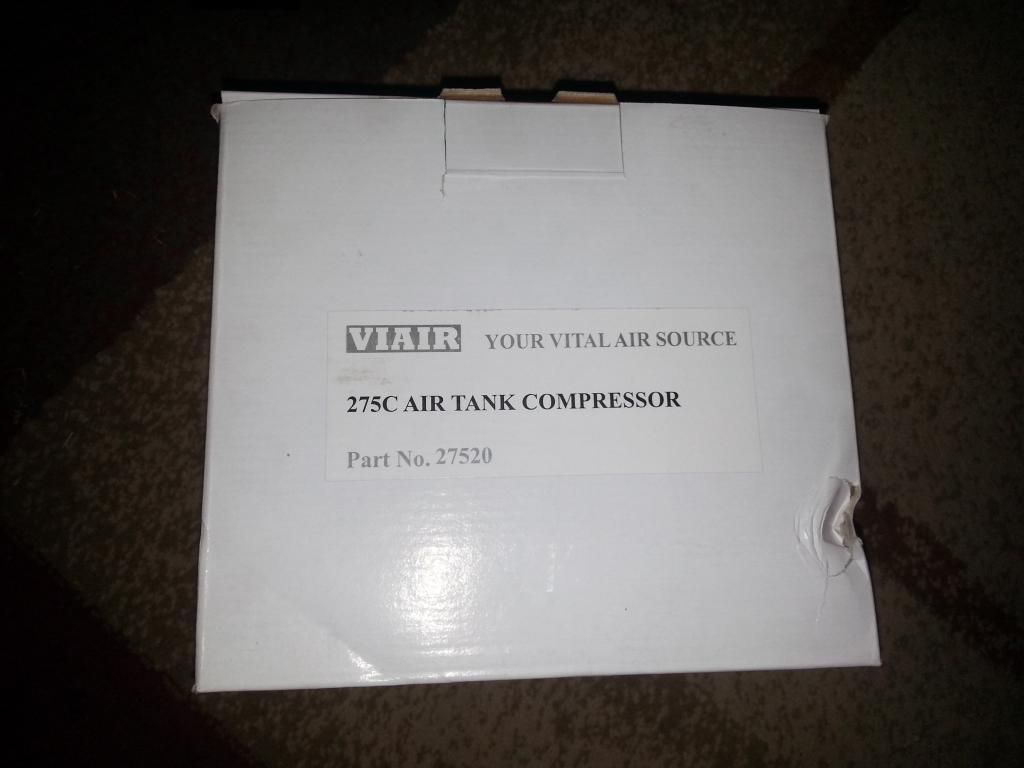 VIAIR YOUR VITAL AIR SOURCE
275C AIR TANK COMPRESSOR
Part No. 27520